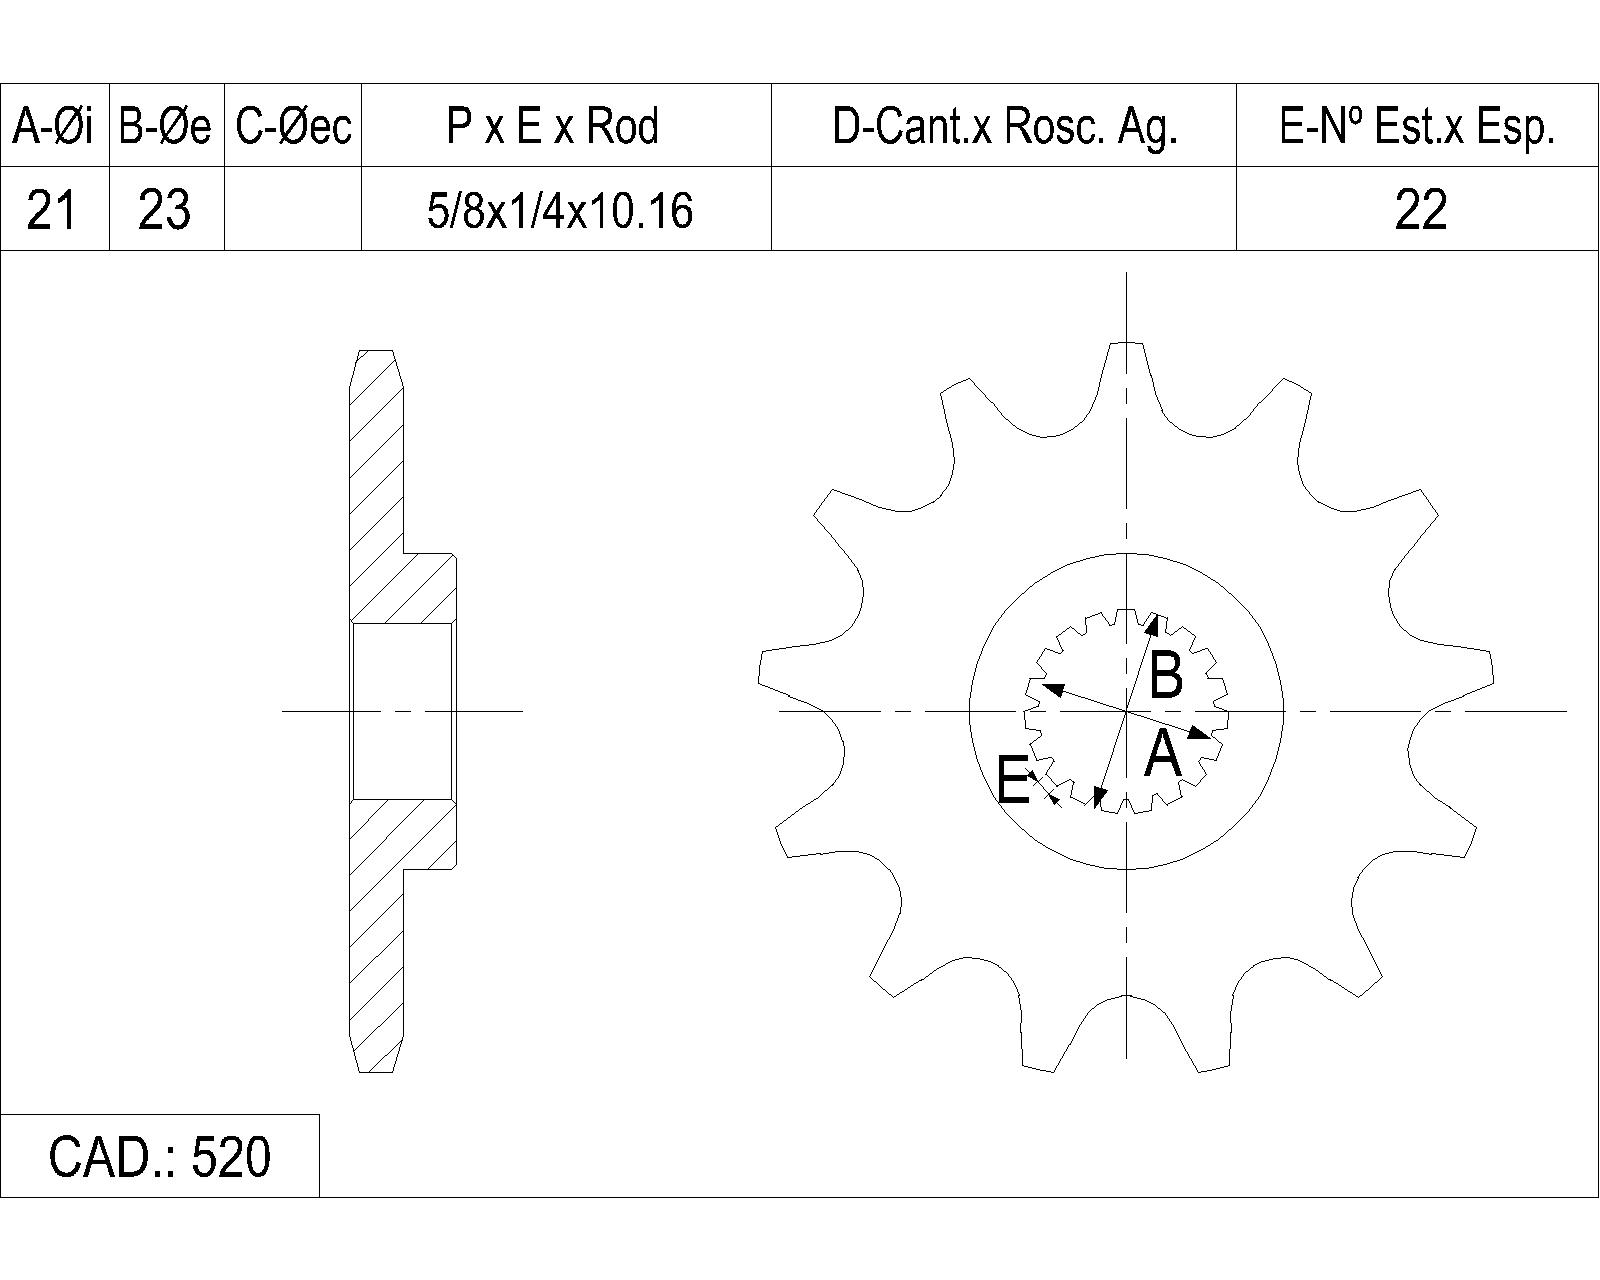 A-Øi B-Øe C-Øec P x E x Rod D-Cant.x Rosc. Ag. E-Nº Est.x Esp.
21 23 5/8x1/4x10.16 22
B
A
E
CAD.: 520